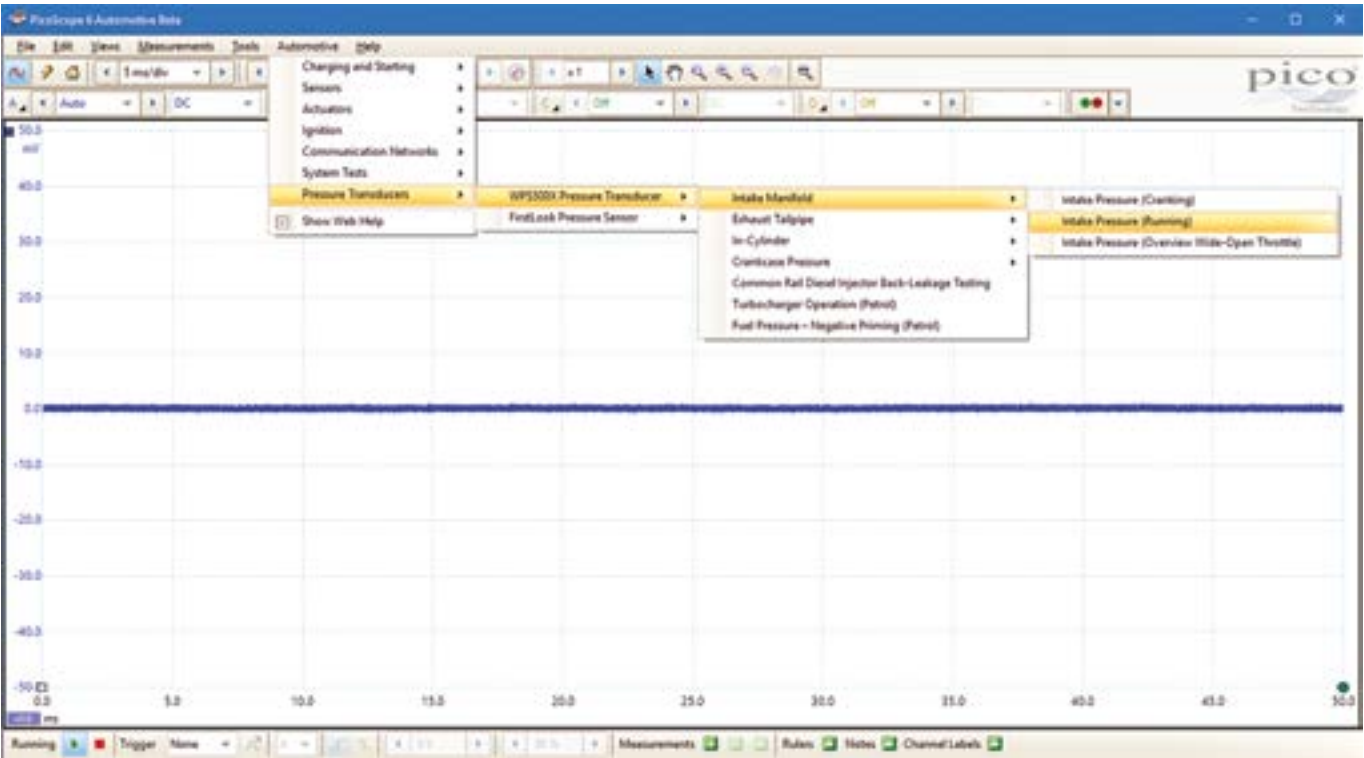 PicoScope 6 Automotive Beta
File Edit Views Measurements Tools Automotive Help
5 ms/div
x1
pico
Technology
A Auto DC C Off D Off
Charging and Starting
Sensors
Actuators
Ignition
Communication Networks
System Tests
Pressure Transducers
Show Web Help
WPS500X Pressure Transducer
FirstLook Pressure Sensor
Intake Manifold
Exhaust Tailpipe
In-Cylinder
Crankcase Pressure
Common Rail Diesel Injector Back-Leakage Testing
Turbocharger Operation (Petrol)
Fuel Pressure – Negative Priming (Petrol)
Intake Pressure (Cranking)
Intake Pressure (Running)
Intake Pressure (Overview Wide-Open Throttle)
50.0
mV
40.0
30.0
20.0
10.0
0.0
-10.0
-20.0
-30.0
-40.0
-50.0
0.0 5.0 10.0 15.0 20.0 25.0 30.0 35.0 40.0 45.0 50.0
ms
Running Trigger None Measurements Rulers Notes Channel Labels